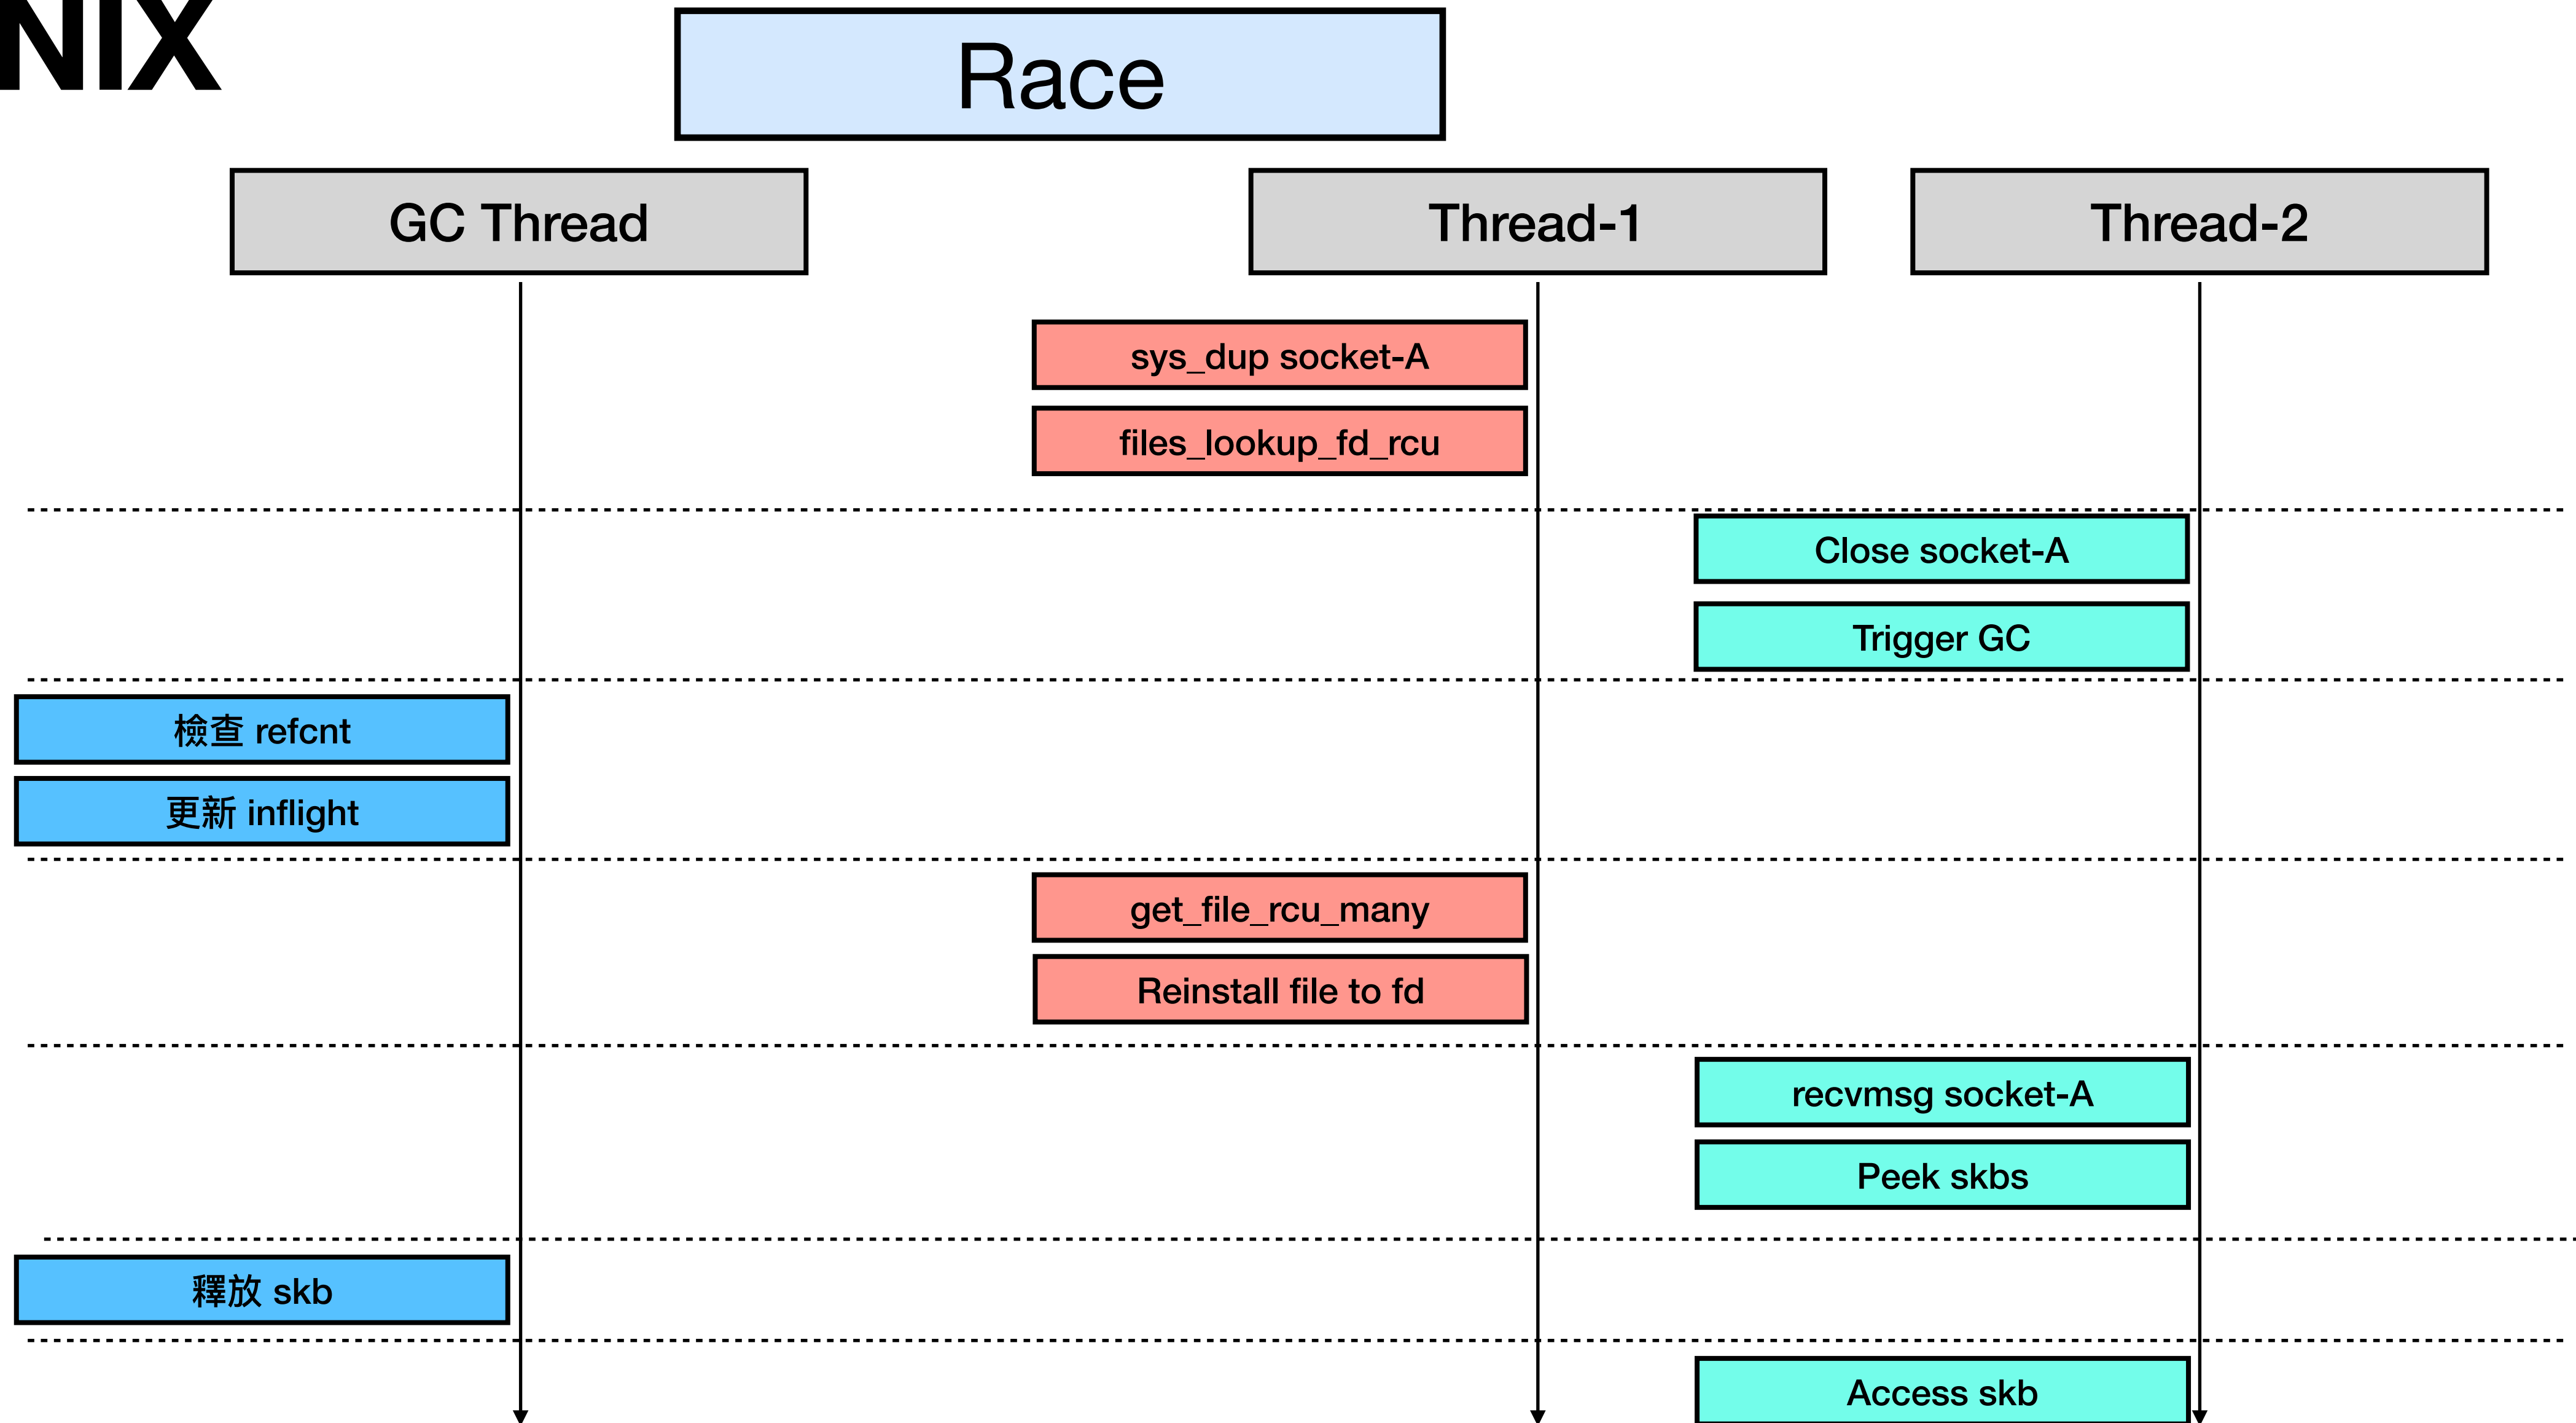 NIX
Race
GC Thread
Thread-1
Thread-2
sys_dup socket-A
files_lookup_fd_rcu
Close socket-A
Trigger GC
檢查 refcnt
更新 inflight
get_file_rcu_many
Reinstall file to fd
recvmsg socket-A
Peek skbs
釋放 skb
Access skb